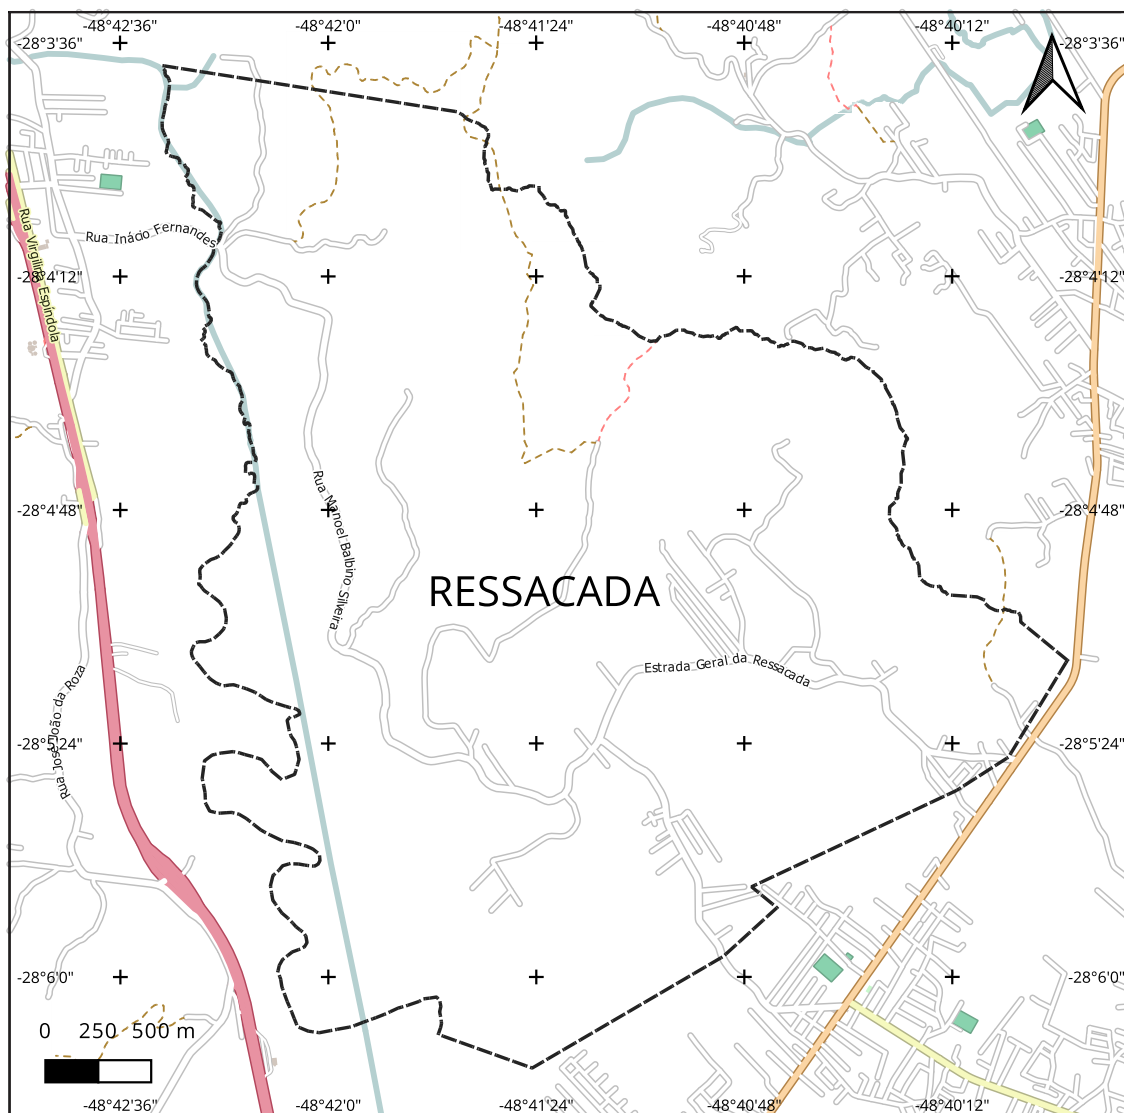 -48°42'36" -48°42'0" -48°41'24" -48°40'48" -48°40'12"
-28°3'36" -28°3'36"
Rua Virgílio Espíndola
Rua Inácio Fernandes
-28°4'12" -28°4'12"
Rua Manoel Balbino Silveira
-28°4'48" -28°4'48"
RESSACADA
Estrada Geral da Ressacada
Rua José João da Roza
-28°5'24" -28°5'24"
-28°6'0" -28°6'0"
0 250 500 m
-48°42'36" -48°42'0" -48°41'24" -48°40'48" -48°40'12"